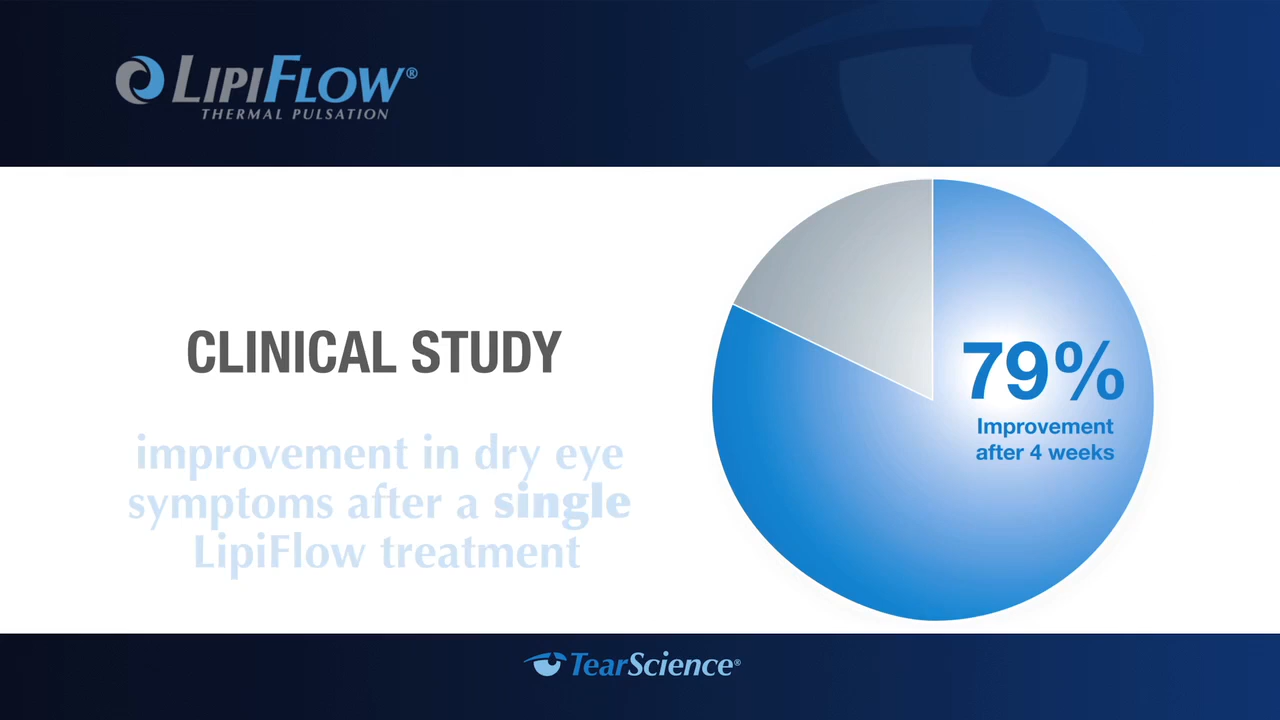 LIPIFLOW®
THERMAL PULSATION
CLINICAL STUDY
improvement in dry eye
symptoms after a single
LipiFlow treatment
79%
Improvement
after 4 weeks
TearScience®